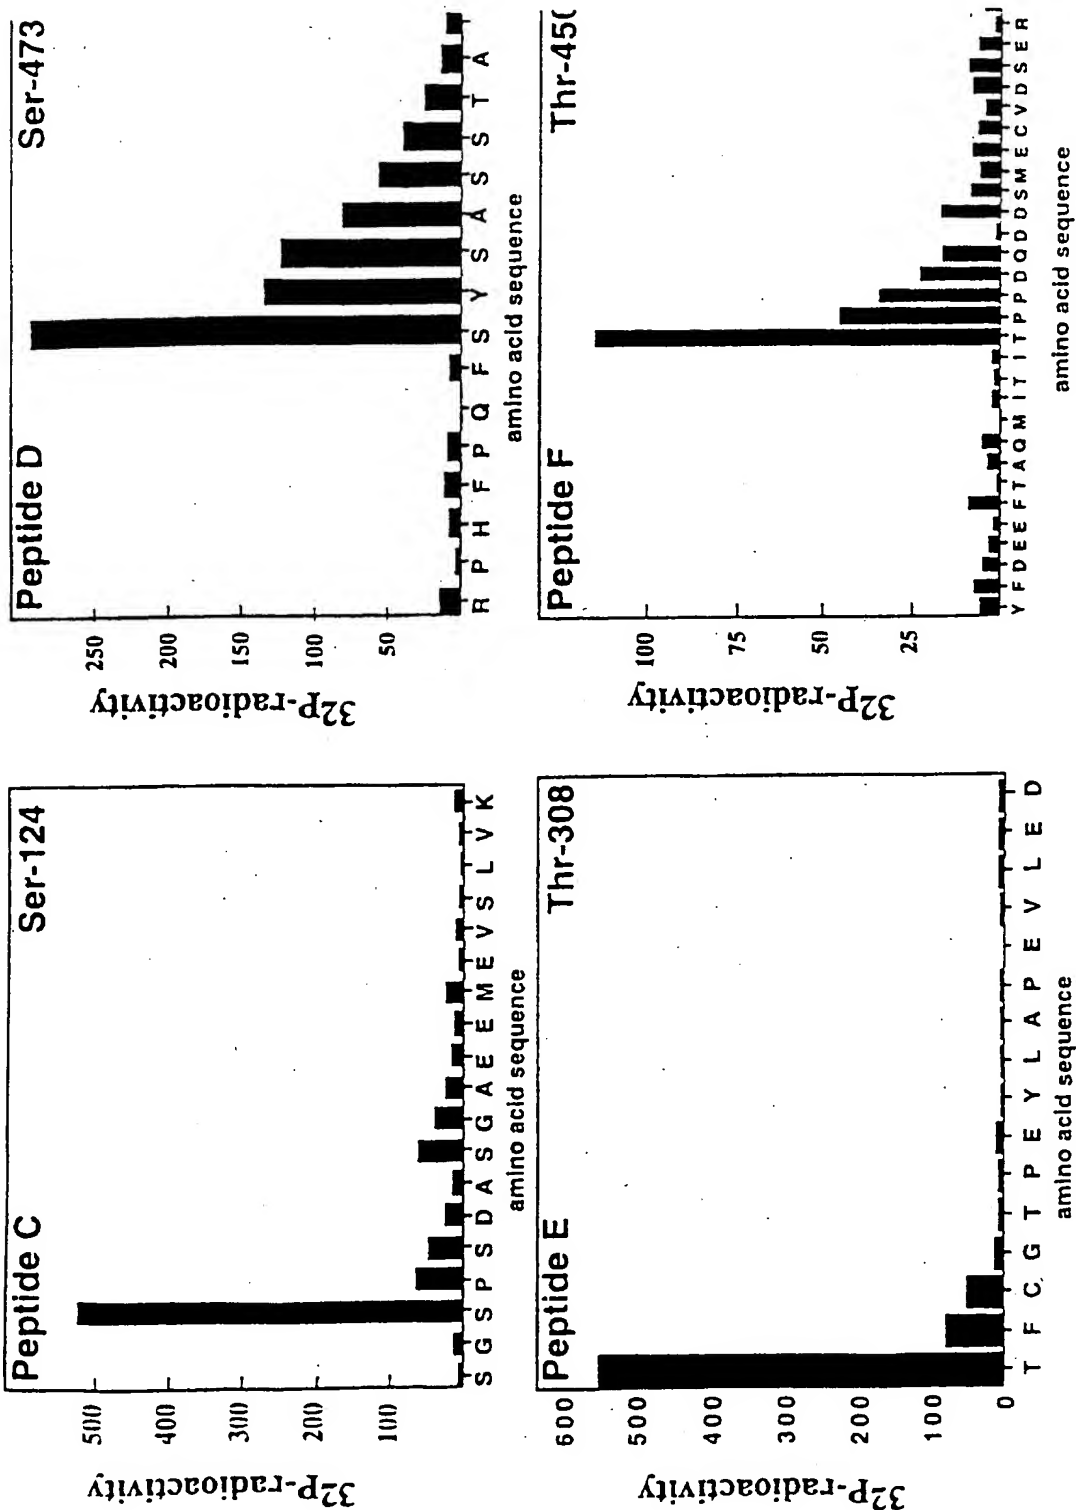 Peptide C
Ser-124
500
400
300
200
100
32P-radioactivity
S G S P S D A S G A E E M E V S L V K
amino acid sequence
Peptide D
Ser-473
250
200
150
100
50
32P-radioactivity
R P H F P Q F S Y S A S S T A
amino acid sequence
Peptide E
Thr-308
600
500
400
300
200
100
0
32P-radioactivity
T F C G T P E Y L A P E V L E D
amino acid sequence
Peptide F
Thr-45
100
75
50
25
32P-radioactivity
Y F D E E F T A Q M I T I T P P D Q D D S M E C V D S E R
amino acid sequence